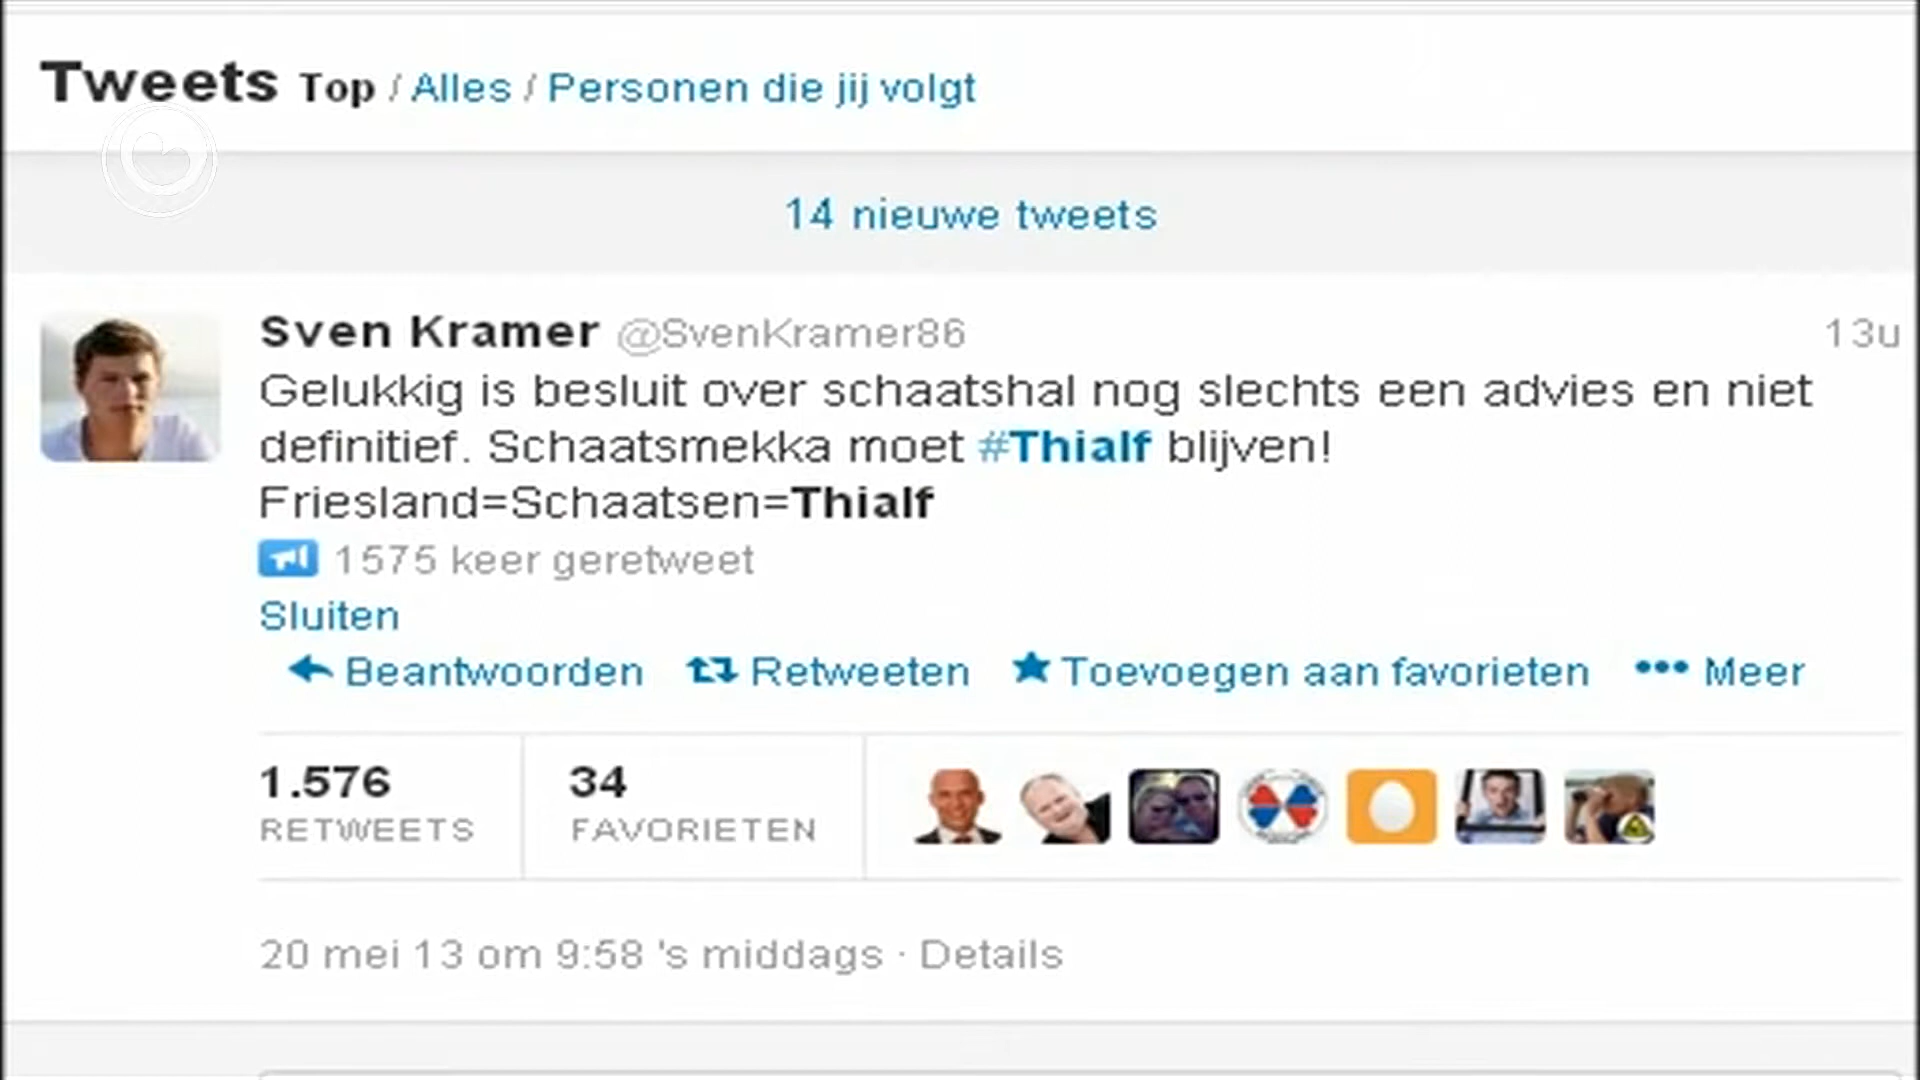 Tweets Top / Alles / Personen die jij volgt
14 nieuwe tweets
Sven Kramer @SvenKramer86 13u
Gelukkig is besluit over schaatshal nog slechts een advies en niet
definitief. Schaatsmekka moet #Thialf blijven!
Friesland=Schaatsen=Thialf
1575 keer geretweet
Sluiten
Beantwoorden Retweeten Toevoegen aan favorieten ••• Meer
1.576 34
RETWEETS FAVORIETEN
20 mei 13 om 9:58 's middags · Details